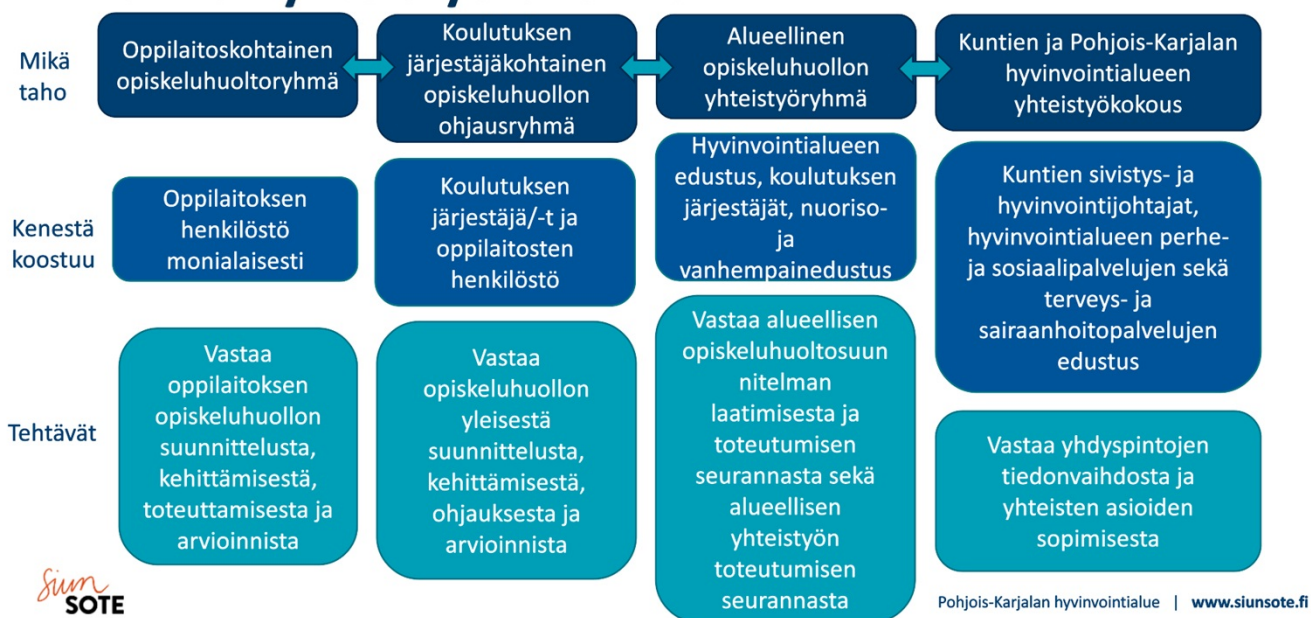 Mikä
taho
Oppilaitoskohtainen
opiskeluhuoltoryhmä
Koulutuksen
järjestäjäkohtainen
opiskeluhuollon
ohjausryhmä
Alueellinen
opiskeluhuollon
yhteistyöryhmä
Kuntien ja Pohjois-Karjalan
hyvinvointialueen
yhteistyökokous
Kenestä
koostuu
Oppilaitoksen
henkilöstö
monialaisesti
Koulutuksen
järjestäjä/-t ja
oppilaitosten
henkilöstö
Hyvinvointialueen
edustus, koulutuksen
järjestäjät, nuoriso-
ja
vanhempainedustus
Kuntien sivistys- ja
hyvinvointijohtajat,
hyvinvointialueen perhe-
ja sosiaalipalvelujen sekä
terveys- ja
sairaanhoitopalvelujen
edustus
Tehtävät
Vastaa
oppilaitoksen
opiskeluhuollon
suunnittelusta,
kehittämisestä,
toteuttamisesta ja
arvioinnista
Vastaa
opiskeluhuollon
yleisestä
suunnittelusta,
kehittämisestä,
ohjauksesta ja
arvioinnista
Vastaa alueellisen
opiskeluhuoltosuun
nitelman
laatimisesta ja
toteutumisen
seurannasta sekä
alueellisen
yhteistyön
toteutumisen
seurannasta
Vastaa yhdyspintojen
tiedonvaihdosta ja
yhteisten asioiden
sopimisesta
Siun
SOTE
Pohjois-Karjalan hyvinvointialue | www.siunsote.fi